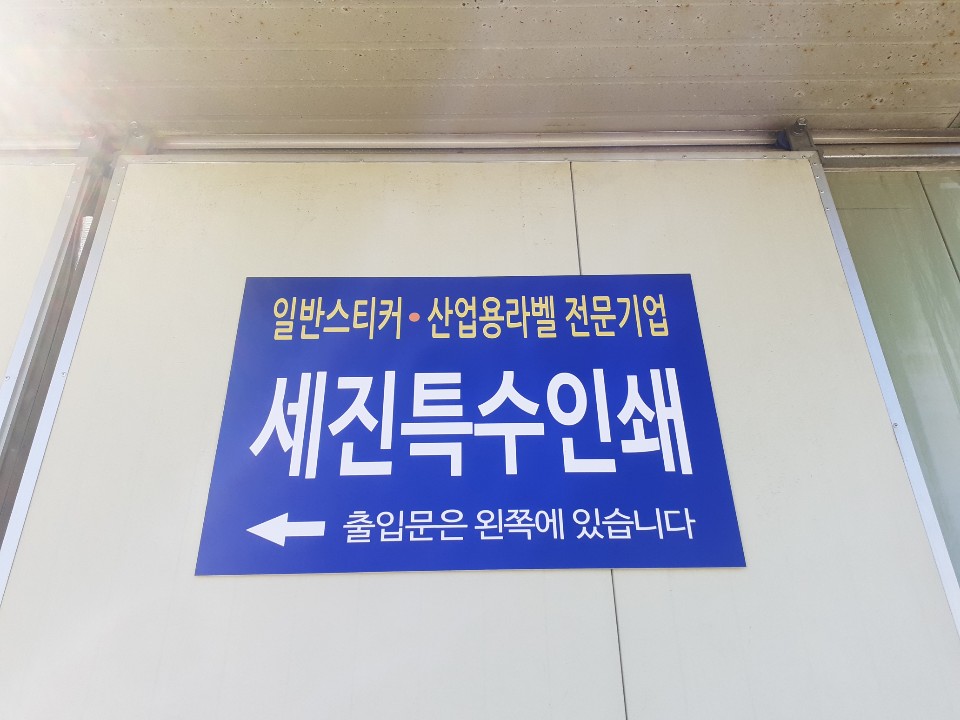 일반스티커•산업용라벨 전문기업
세진특수인쇄
← 출입문은 왼쪽에 있습니다